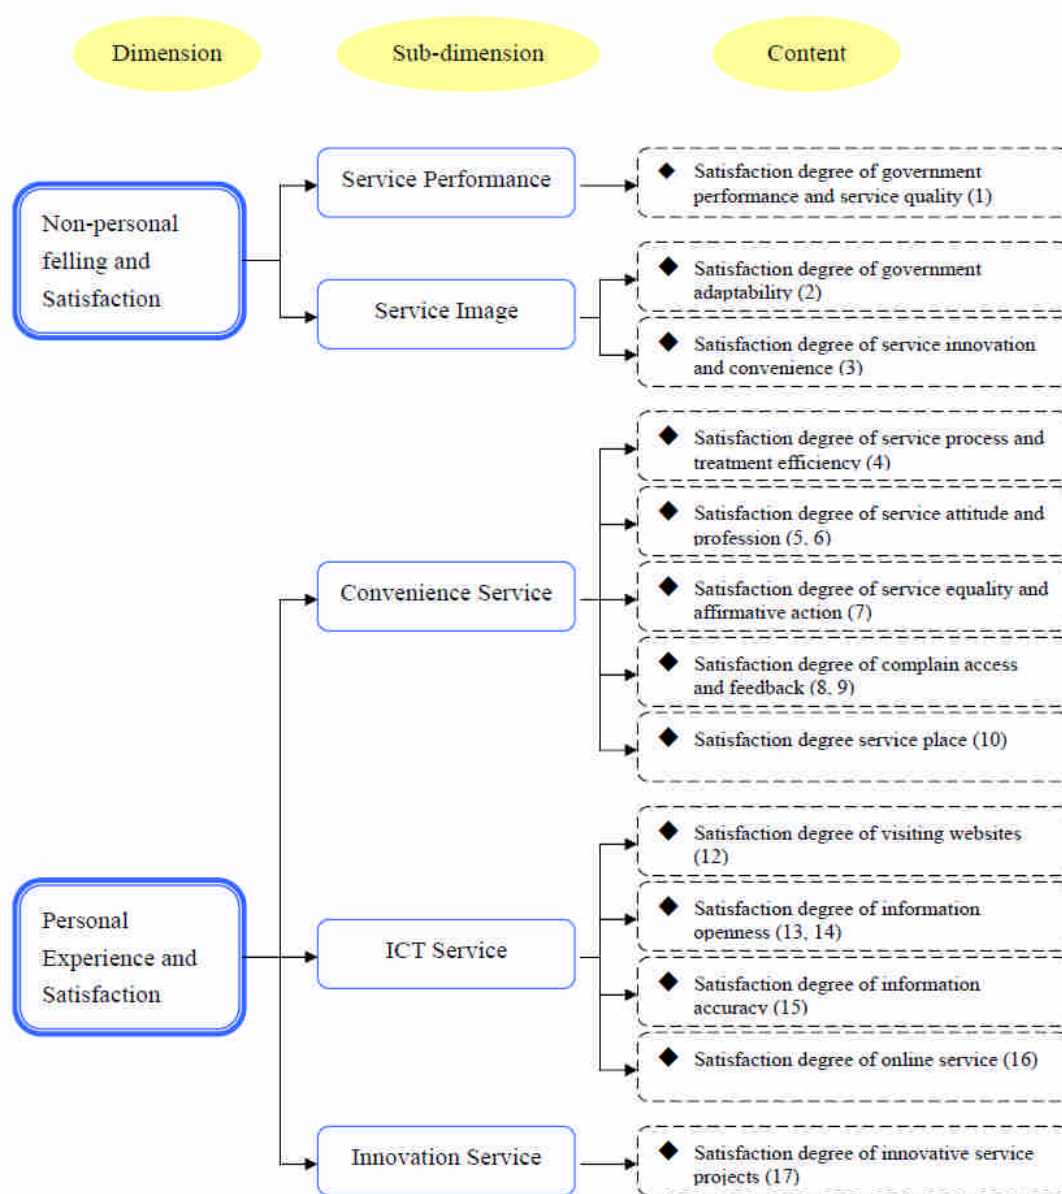 Dimension
Sub-dimension
Content
Non-personal
felling and
Satisfaction
Service Performance
◆ Satisfaction degree of government
performance and service quality (1)
Service Image
◆ Satisfaction degree of government
adaptability (2)
◆ Satisfaction degree of service innovation
and convenience (3)
Personal
Experience and
Satisfaction
Convenience Service
◆ Satisfaction degree of service process and
treatment efficiency (4)
◆ Satisfaction degree of service attitude and
profession (5, 6)
◆ Satisfaction degree of service equality and
affirmative action (7)
◆ Satisfaction degree of complain access
and feedback (8, 9)
◆ Satisfaction degree service place (10)
ICT Service
◆ Satisfaction degree of visiting websites
(12)
◆ Satisfaction degree of information
openness (13, 14)
◆ Satisfaction degree of information
accuracy (15)
◆ Satisfaction degree of online service (16)
Innovation Service
◆ Satisfaction degree of innovative service
projects (17)